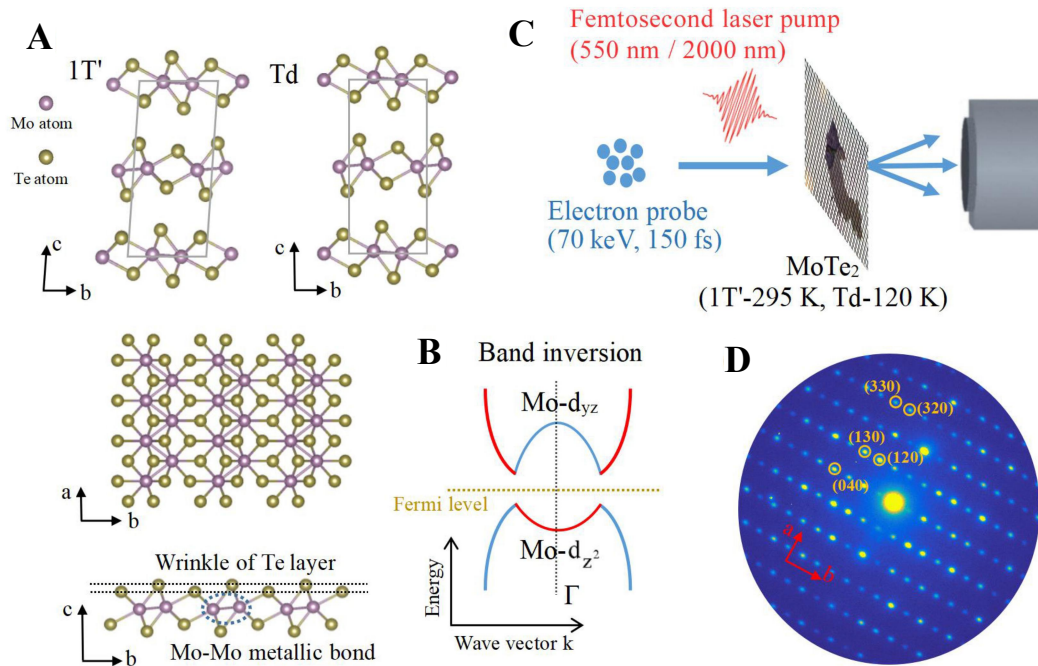 A
1T'
Td
Mo atom
Te atom
c
b
c
b
a
b
Wrinkle of Te layer
c
b
Mo-Mo metallic bond
B
Band inversion
Mo-dyz
Fermi level
Mo-dz²
Γ
Energy
Wave vector k
C
Femtosecond laser pump
(550 nm / 2000 nm)
Electron probe
(70 keV, 150 fs)
MoTe₂
(1T'-295 K, Td-120 K)
D
(330)
(320)
(130)
(120)
(040)
a
b